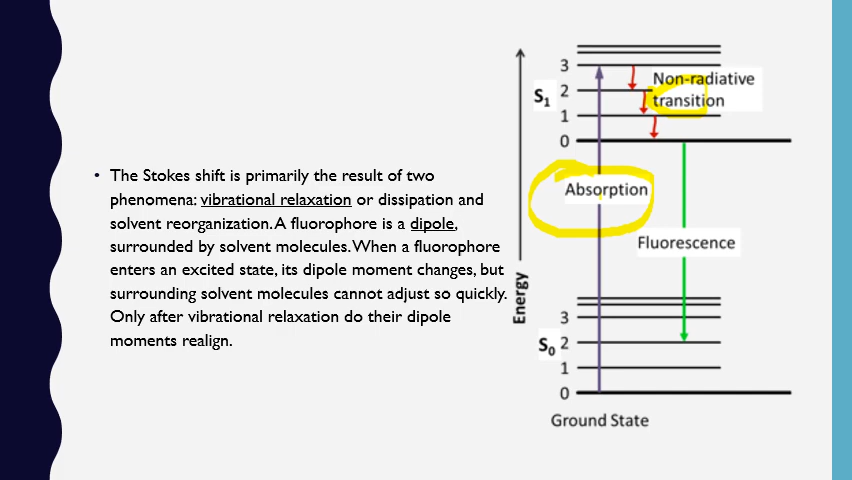 • The Stokes shift is primarily the result of two
phenomena: vibrational relaxation or dissipation and
solvent reorganization. A fluorophore is a dipole,
surrounded by solvent molecules. When a fluorophore
enters an excited state, its dipole moment changes, but
surrounding solvent molecules cannot adjust so quickly.
Only after vibrational relaxation do their dipole
moments realign.
Energy
S1
3
2
1
0
Non-radiative
transition
Absorption
Fluorescence
S0
3
2
1
0
Ground State